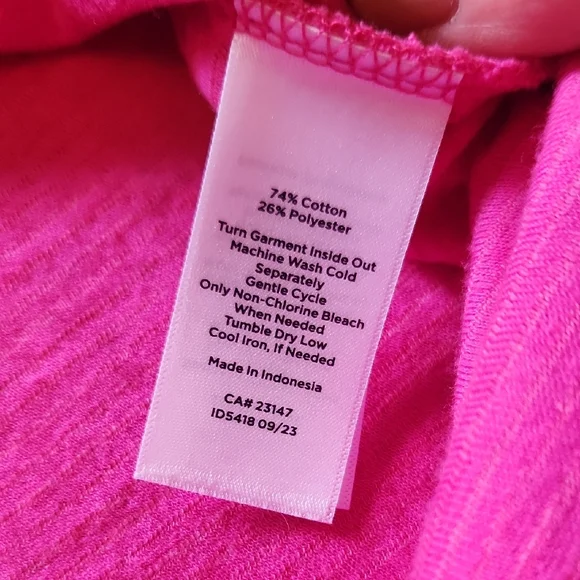 74% Cotton
26% Polyester
Turn Garment Inside Out
Machine Wash Cold
Separately
Gentle Cycle
Only Non-Chlorine Bleach
When Needed
Tumble Dry Low
Cool Iron, If Needed
Made In Indonesia
CA# 23147
ID5418 09/23